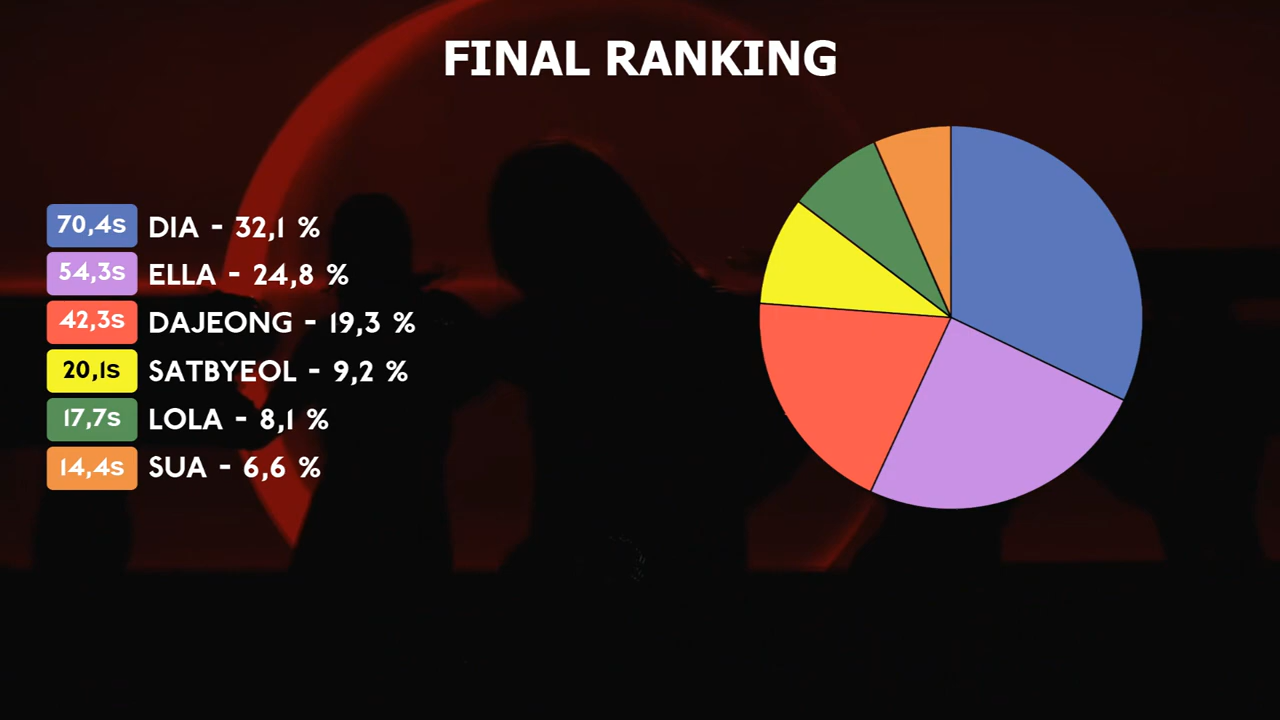 FINAL RANKING
70,4s DIA - 32,1 %
54,3s ELLA - 24,8 %
42,3s DAJEONG - 19,3 %
20,1s SATBYEOL - 9,2 %
17,7s LOLA - 8,1 %
14,4s SUA - 6,6 %